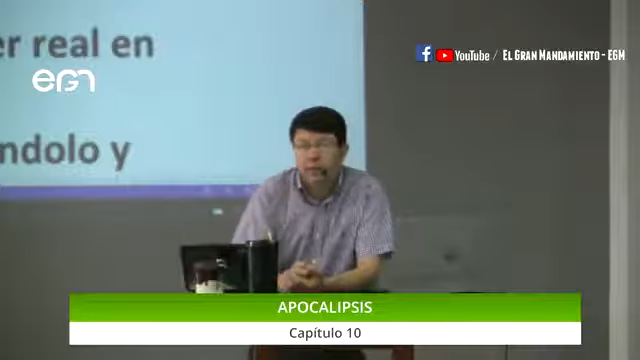 er real en
ndolo y
EGM
YouTube / El Gran Mandamiento - EGM
APOCALIPSIS
Capítulo 10